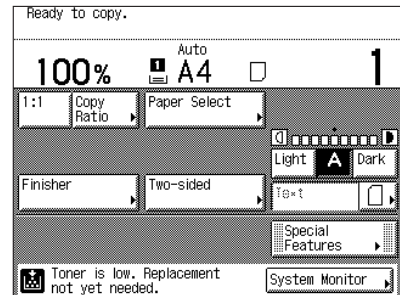 Ready to copy.
Auto
100% 1 A4 1
1:1 Copy Ratio Paper Select
Light A Dark
Finisher Two-sided Text
Special
Features
Toner is low. Replacement
not yet needed.
System Monitor